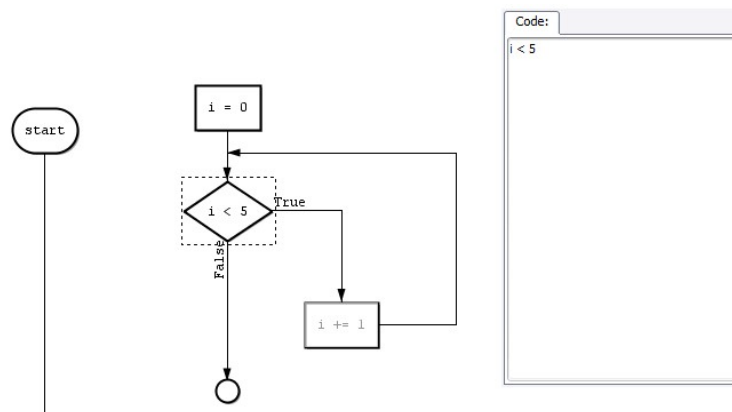 Code:
i < 5
i = 0
start
i < 5
True
False
i += 1